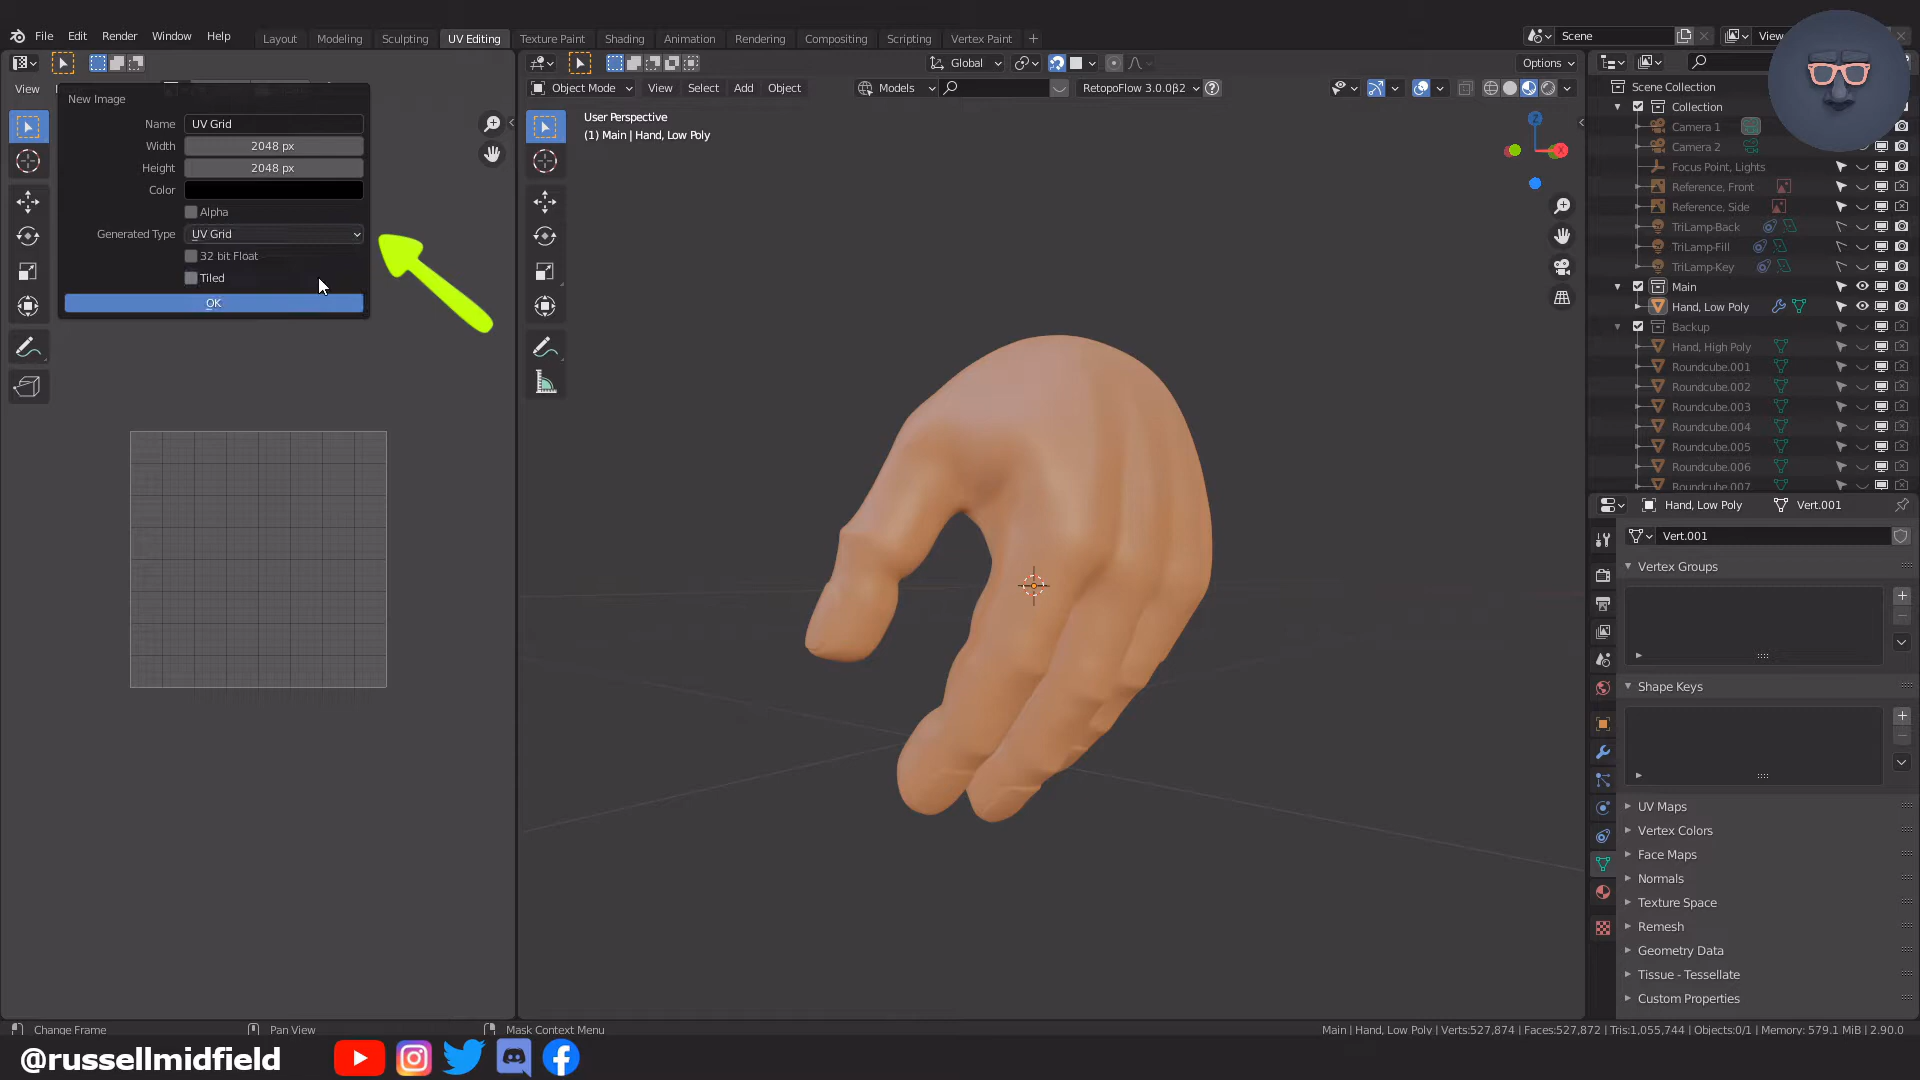 File Edit Render Window Help
Layout Modeling Sculpting UV Editing Texture Paint Shading Animation Rendering Compositing Scripting Vertex Paint +
Scene
View
New Image
Name UV Grid
Width 2048 px
Height 2048 px
Color
Alpha
Generated Type UV Grid
32 bit Float
Tiled
OK
Global
Options
Object Mode View Select Add Object
Models
RetopoFlow 3.0.0β2
User Perspective
(1) Main | Hand, Low Poly
Z
X
Scene Collection
Collection
Camera 1
Camera 2
Focus Point, Lights
Reference, Front
Reference, Side
TriLamp-Back
TriLamp-Fill
TriLamp-Key
Main
Hand, Low Poly
Backup
Hand, High Poly
Roundcube.001
Roundcube.002
Roundcube.003
Roundcube.004
Roundcube.005
Roundcube.006
Roundcube.007
Hand, Low Poly Vert.001
Vert.001
Vertex Groups
Shape Keys
UV Maps
Vertex Colors
Face Maps
Normals
Texture Space
Remesh
Geometry Data
Tissue - Tessellate
Custom Properties
Change Frame Pan View Mask Context Menu
Main | Hand, Low Poly | Verts:527,874 | Faces:527,872 | Tris:1,055,744 | Objects:0/1 | Memory: 579.1 MiB | 2.90.0
@russellmidfield